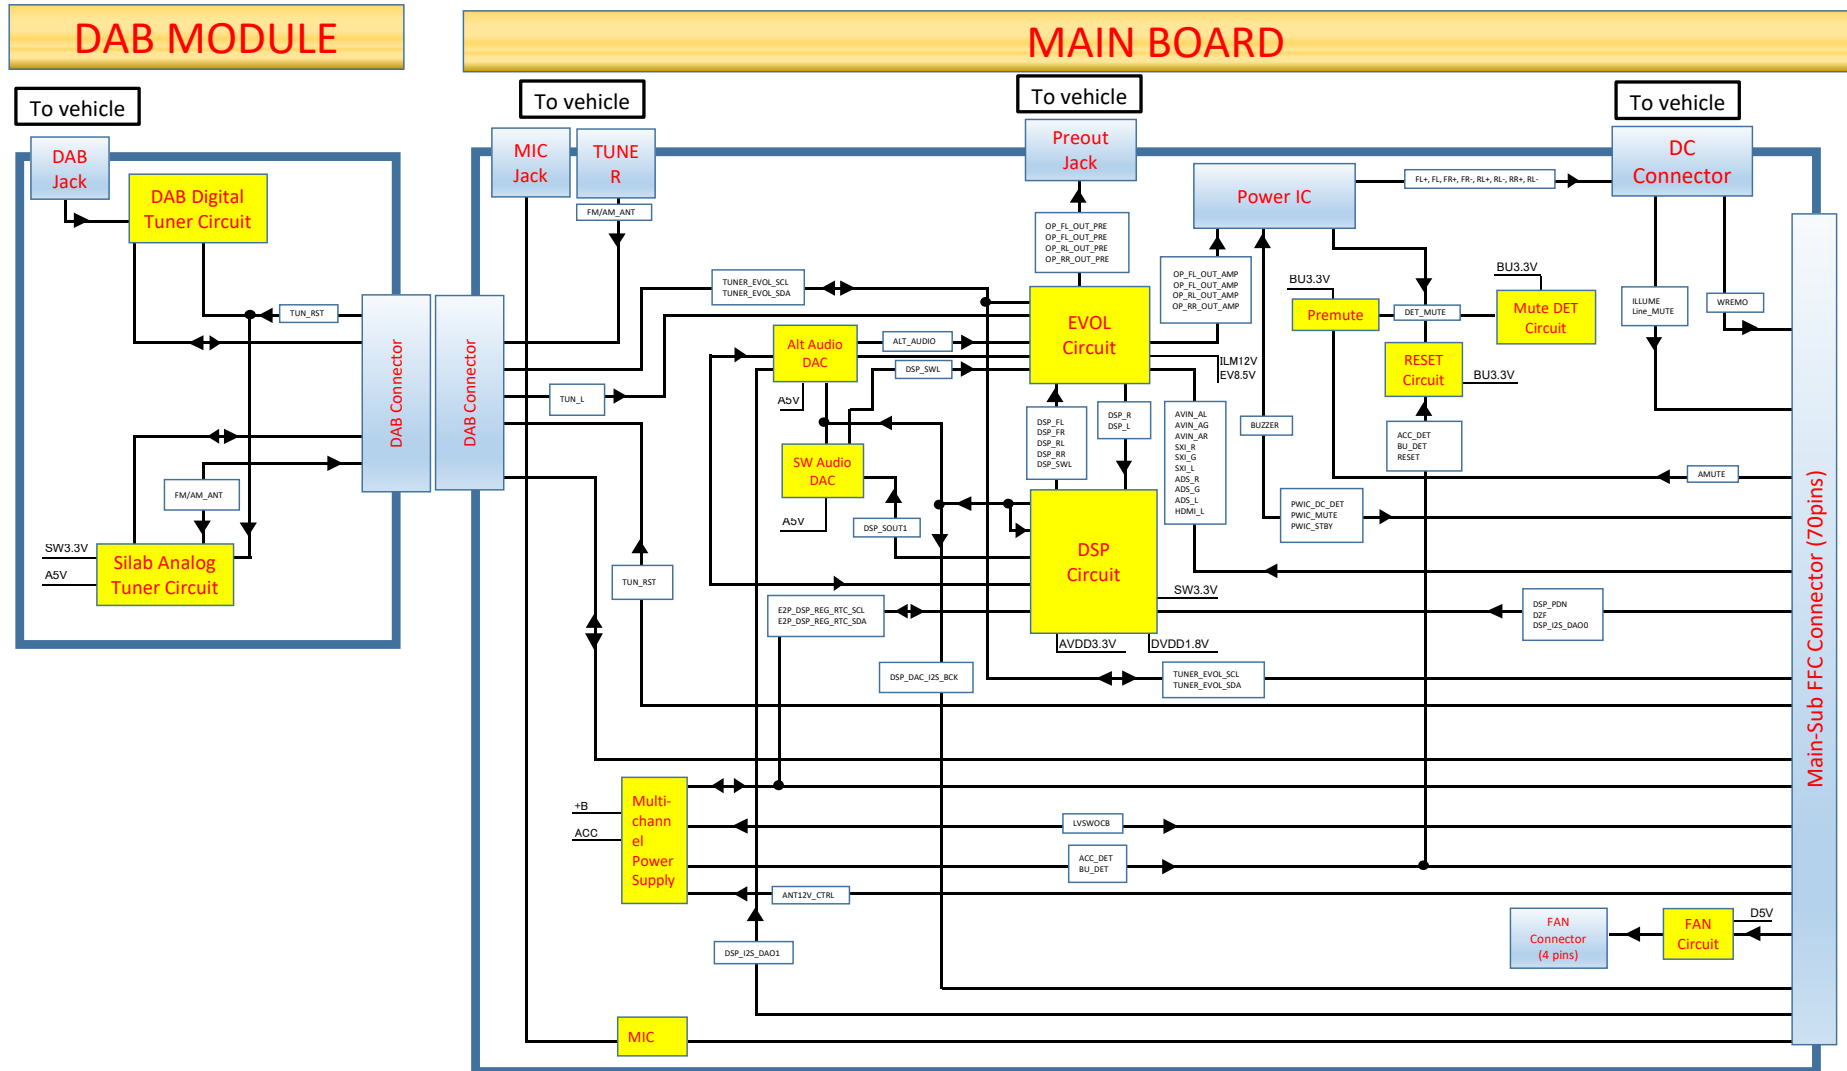 DAB MODULE
MAIN BOARD
To vehicle
To vehicle
To vehicle
To vehicle
DAB
Jack
DAB Digital
Tuner Circuit
TUN_RST
DAB Connector
FM/AM_ANT
SW3.3V
A5V
Silab Analog
Tuner Circuit
MIC
Jack
TUNE
R
FM/AM_ANT
DAB Connector
TUNER_EVOL_SCL
TUNER_EVOL_SDA
TUN_L
TUN_RST
Preout
Jack
OP_FL_OUT_PRE
OP_FL_OUT_PRE
OP_RL_OUT_PRE
OP_RR_OUT_PRE
EVOL
Circuit
Alt Audio
DAC
ALT_AUDIO
DSP_SWL
A5V
SW Audio
DAC
A5V
DSP_SOUT1
DSP_FL
DSP_FR
DSP_RL
DSP_RR
DSP_SWL
DSP_R
DSP_L
OP_FL_OUT_AMP
OP_FL_OUT_AMP
OP_RL_OUT_AMP
OP_RR_OUT_AMP
ILM12V
EV8.5V
AVIN_AL
AVIN_AG
AVIN_AR
SXI_R
SXI_G
SXI_L
ADS_R
ADS_G
ADS_L
HDMI_L
DSP
Circuit
SW3.3V
AVDD3.3V
DVDD1.8V
E2P_DSP_REG_RTC_SCL
E2P_DSP_REG_RTC_SDA
DSP_DAC_I2S_BCK
TUNER_EVOL_SCL
TUNER_EVOL_SDA
Power IC
FL+, FL, FR+, FR-, RL+, RL-, RR+, RL-
DC
Connector
BU3.3V
Premute
DET_MUTE
BU3.3V
Mute DET
Circuit
RESET
Circuit
BU3.3V
ACC_DET
BU_DET
RESET
BUZZER
PWIC_DC_DET
PWIC_MUTE
PWIC_STBY
ILLUME
Line_MUTE
WREMO
AMUTE
DSP_PDN
DZF
DSP_I2S_DAO0
Main-Sub FFC Connector (70pins)
+B
ACC
Multi-
chann
el
Power
Supply
LVSWOCB
ACC_DET
BU_DET
ANT12V_CTRL
DSP_I2S_DAO1
FAN
Connector
(4 pins)
FAN
Circuit
D5V
MIC